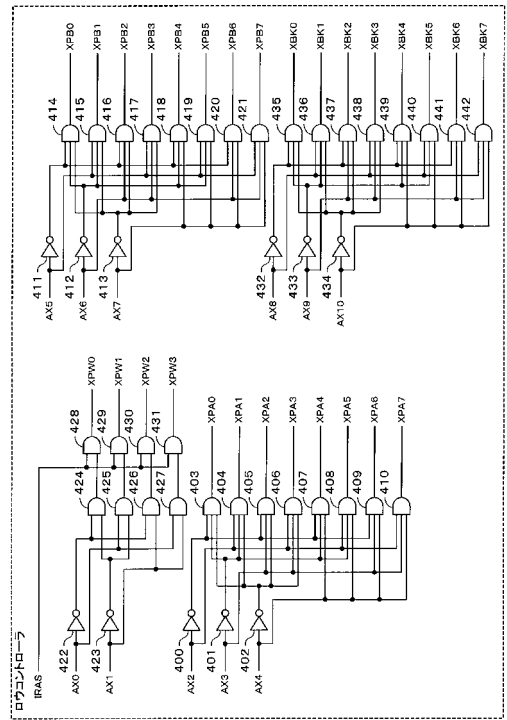 ロウコントローラ
IRAS
AX0
AX1
422
423
424
425
426
427
428
429
430
431
XPW0
XPW1
XPW2
XPW3
AX2
AX3
AX4
400
401
402
403
404
405
406
407
408
409
410
XPA0
XPA1
XPA2
XPA3
XPA4
XPA5
XPA6
XPA7
AX5
AX6
AX7
411
412
413
414
415
416
417
418
419
420
421
XPB0
XPB1
XPB2
XPB3
XPB4
XPB5
XPB6
XPB7
AX8
AX9
AX10
432
433
434
435
436
437
438
439
440
441
442
XBK0
XBK1
XBK2
XBK3
XBK4
XBK5
XBK6
XBK7